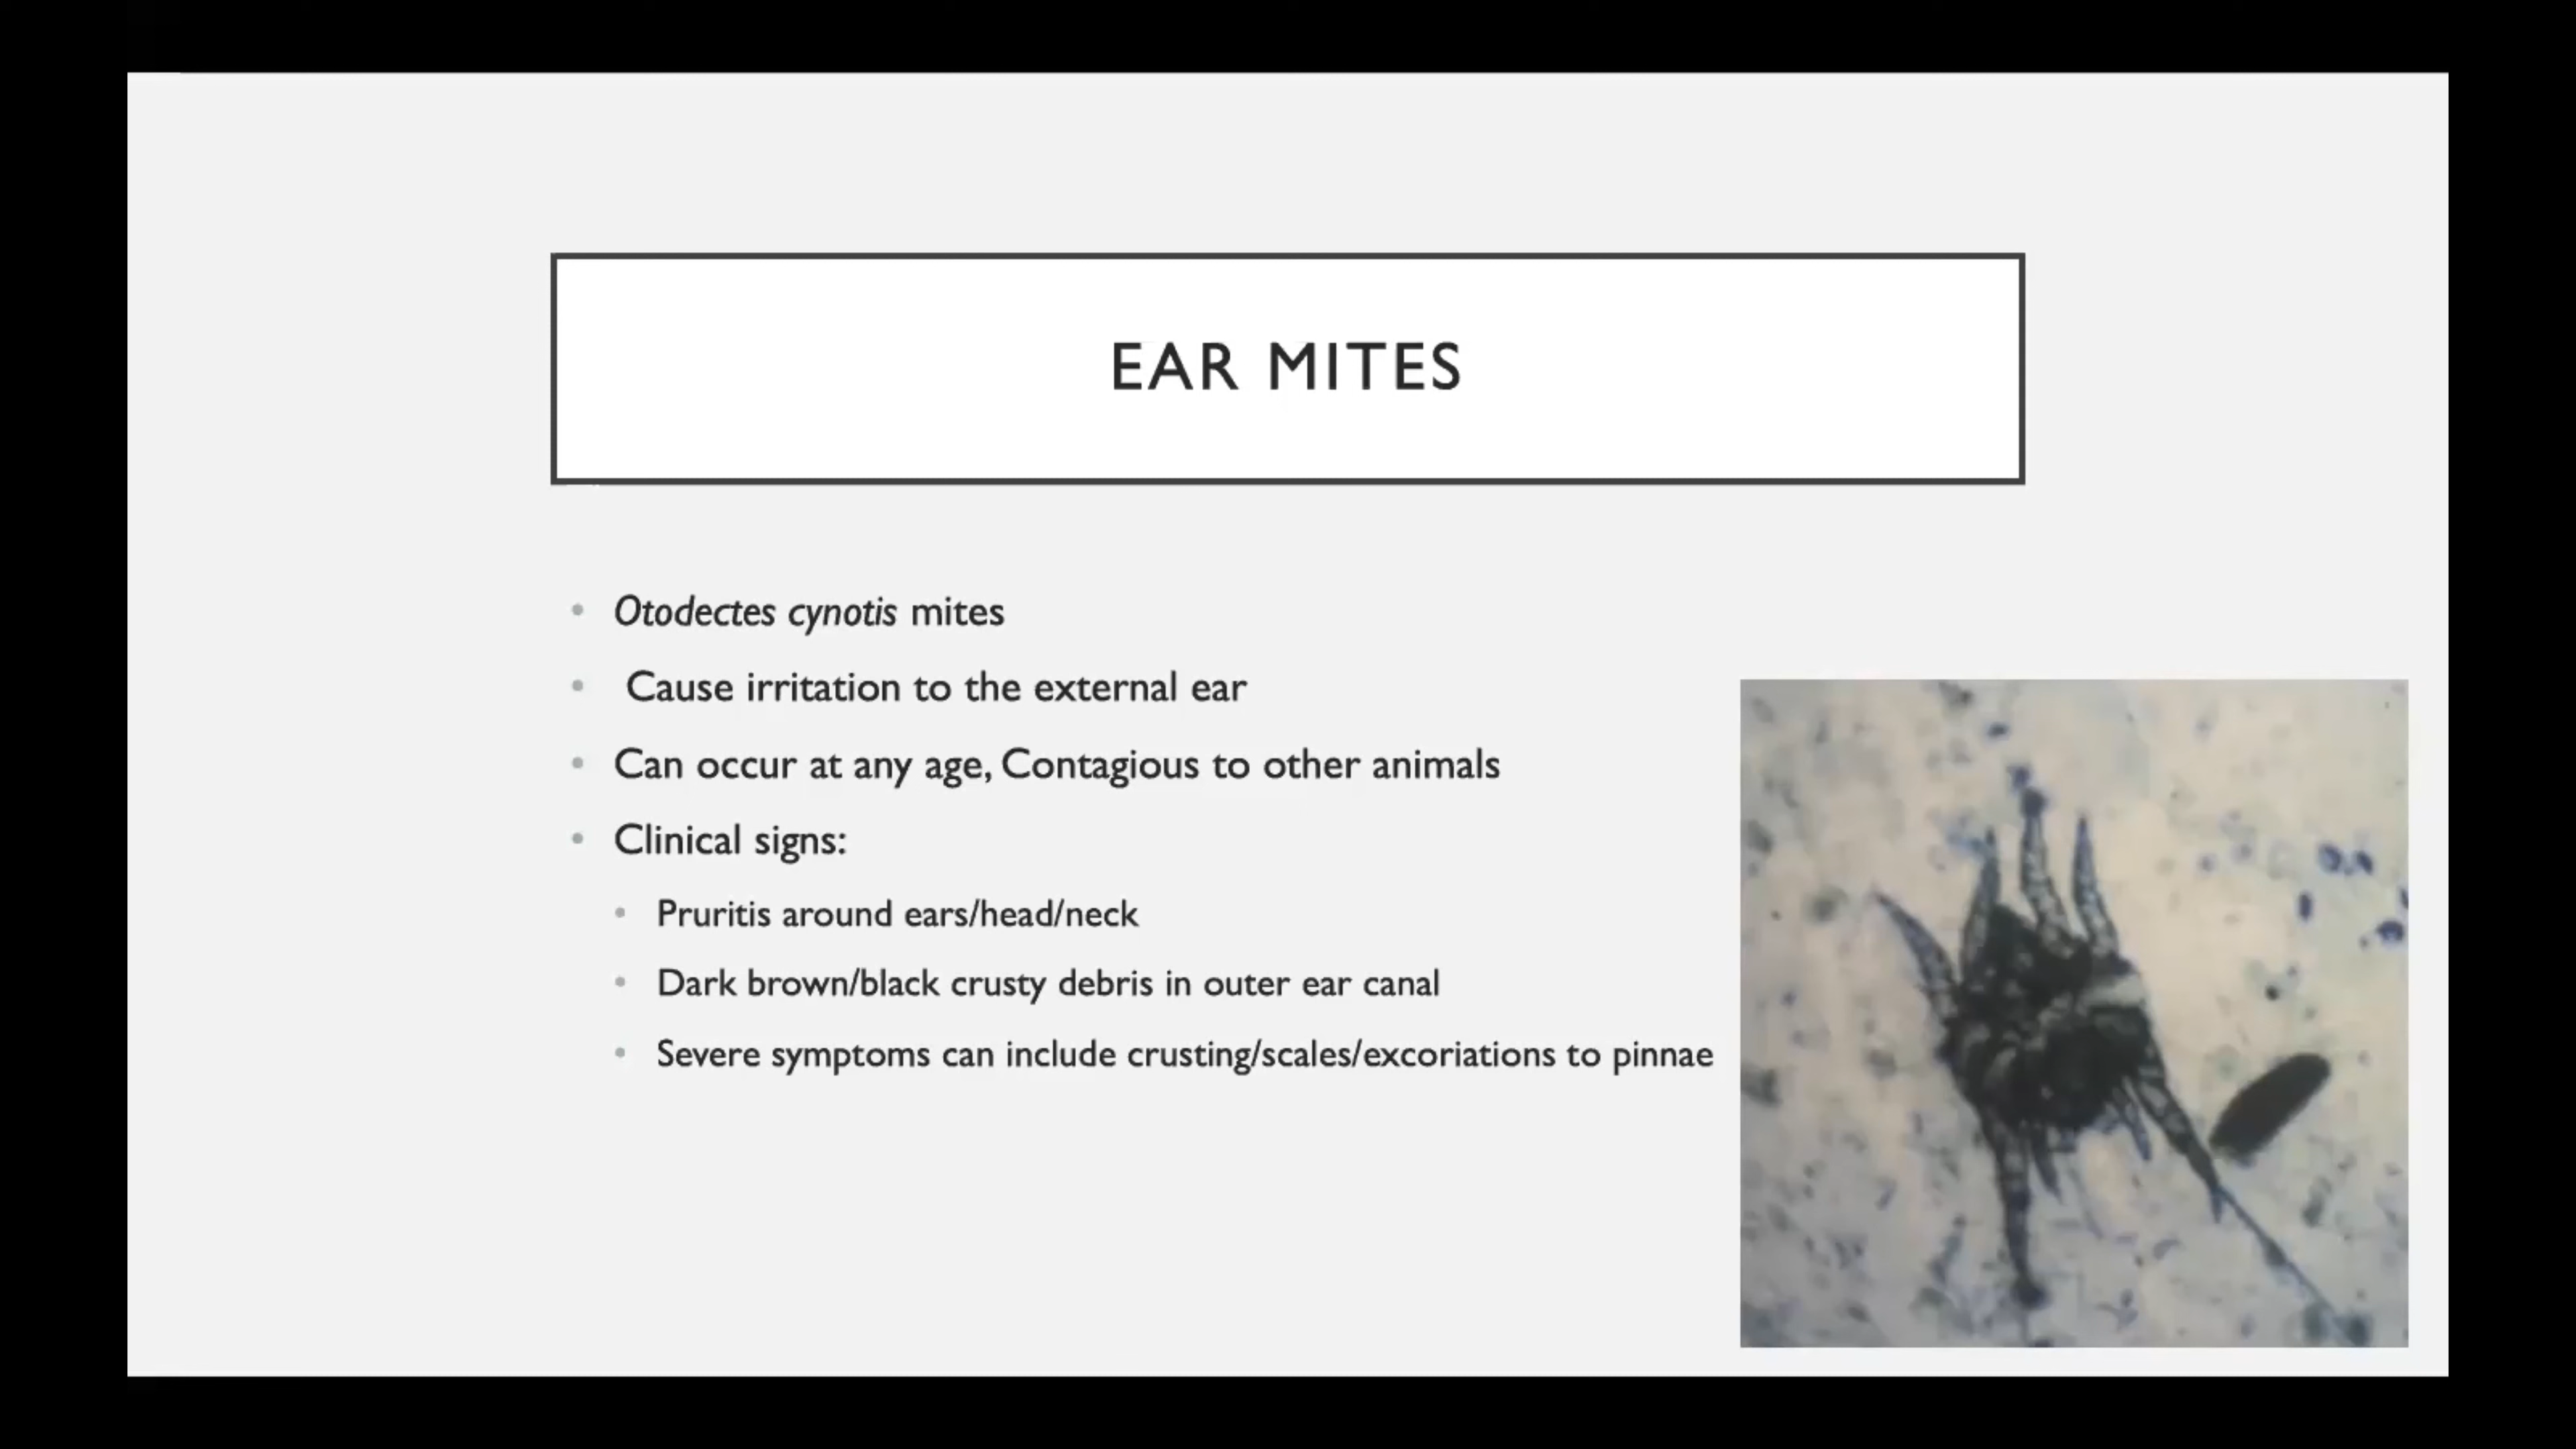 EAR MITES
Otodectes cynotis mites
Cause irritation to the external ear
Can occur at any age, Contagious to other animals
Clinical signs:
Pruritis around ears/head/neck
Dark brown/black crusty debris in outer ear canal
Severe symptoms can include crusting/scales/excoriations to pinnae